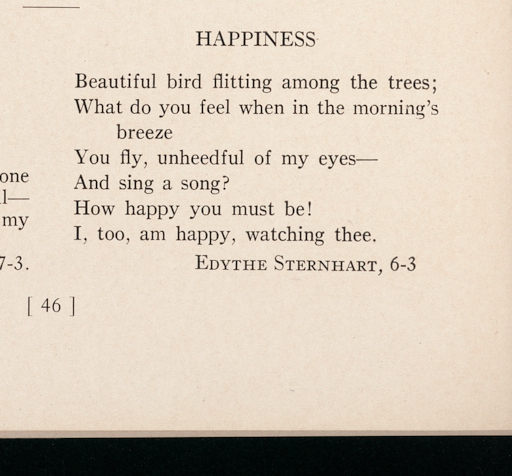 HAPPINESS
Beautiful bird flitting among the trees;
What do you feel when in the morning's
breeze
You fly, unheedful of my eyes—
And sing a song?
How happy you must be!
I, too, am happy, watching thee.
EDYTHE STERNHART, 6-3
one
l—
my
7-3.
[ 46 ]